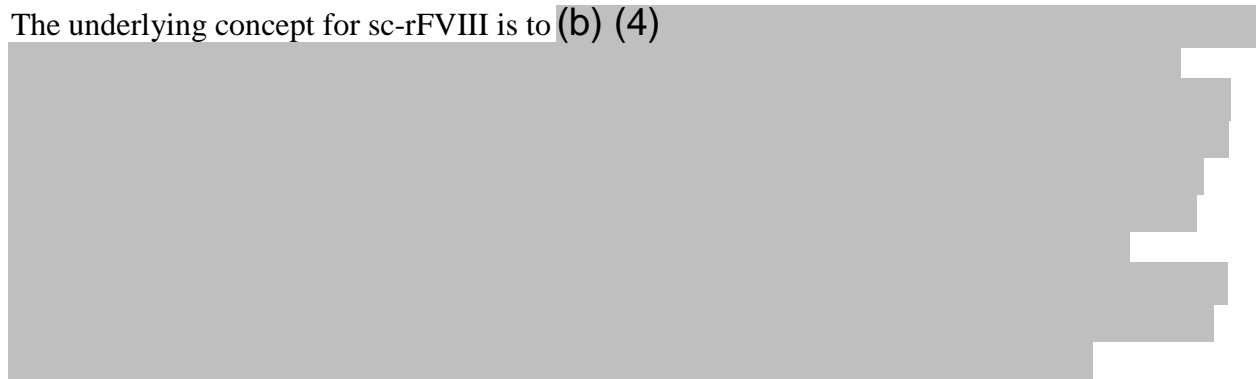 The underlying concept for sc-rFVIII is to (b) (4)